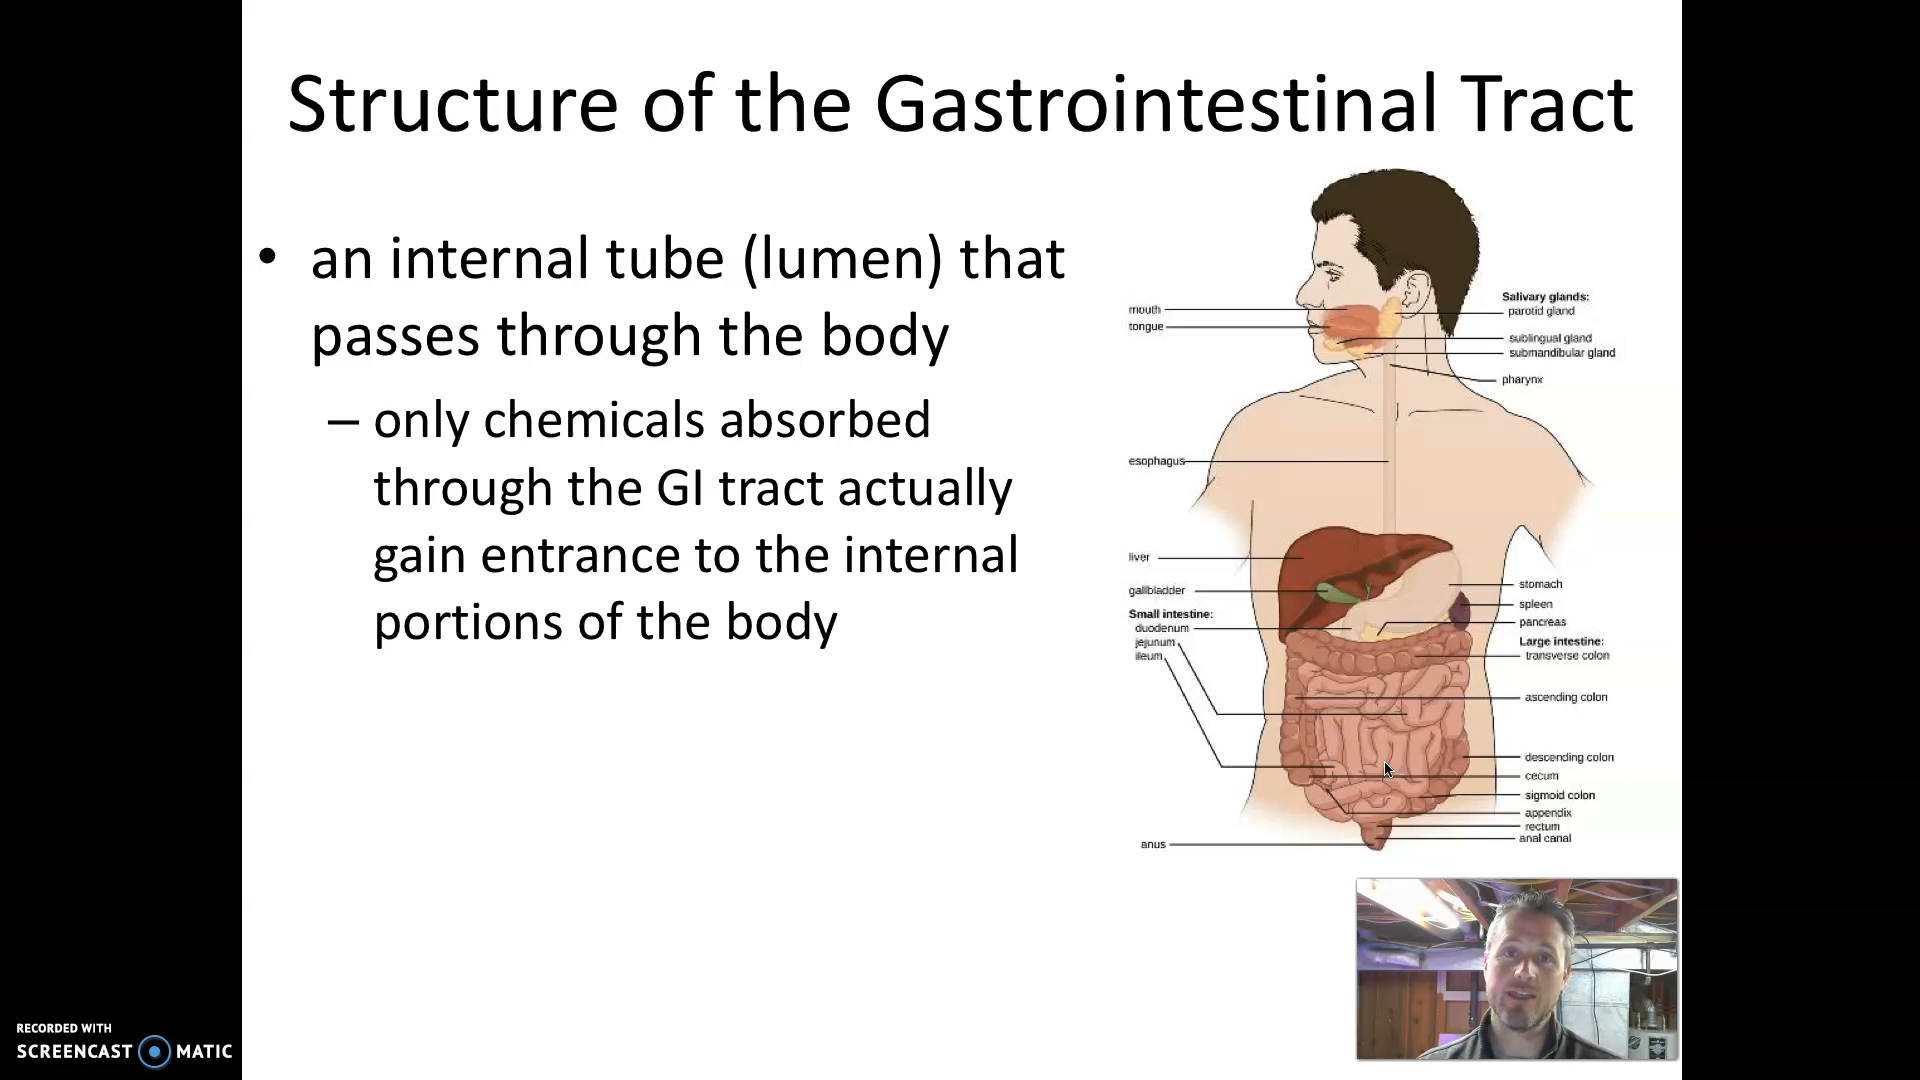 Structure of the Gastrointestinal Tract
• an internal tube (lumen) that
passes through the body
– only chemicals absorbed
through the GI tract actually
gain entrance to the internal
portions of the body
mouth
tongue
esophagus
liver
gallbladder
Small intestine:
duodenum
jejunum
ileum
anus
Salivary glands:
parotid gland
sublingual gland
submandibular gland
pharynx
stomach
spleen
pancreas
Large intestine:
transverse colon
ascending colon
descending colon
cecum
sigmoid colon
appendix
rectum
anal canal
RECORDED WITH
SCREENCAST MATIC